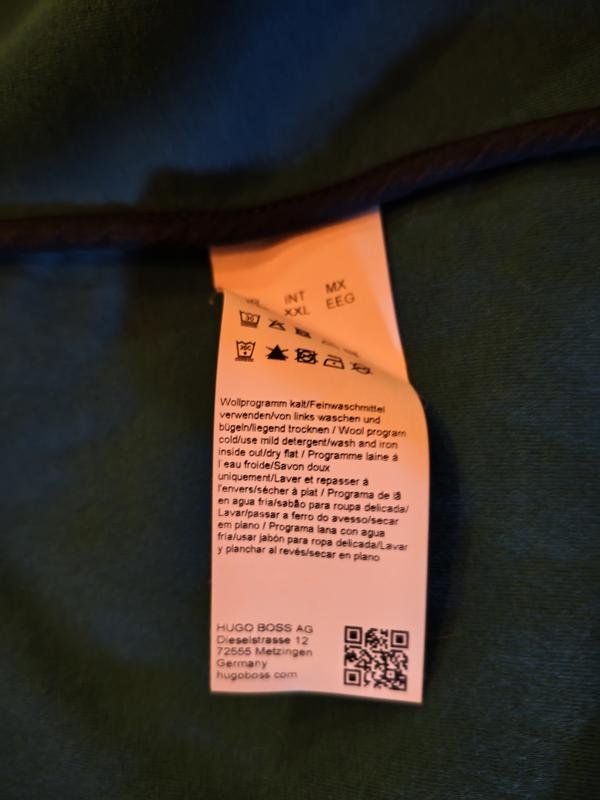 INT MX
XXL EEG
Wollprogramm kalt/Feinwaschmittel
verwenden/von links waschen und
bügeln/liegend trocknen / Wool program
cold/use mild detergent/wash and iron
inside out/dry flat / Programme laine à
l'eau froide/Savon doux
uniquement/Laver et repasser à
l'envers/sécher à plat / Programa de lã
en agua fria/sabão para roupa delicada/
Lavar/passar a ferro do avesso/secar
em plano / Programa lana con agua
fría/usar jabón para ropa delicada/Lavar
y planchar al revés/secar en plano
HUGO BOSS AG
Dieselstrasse 12
72555 Metzingen
Germany
hugoboss.com